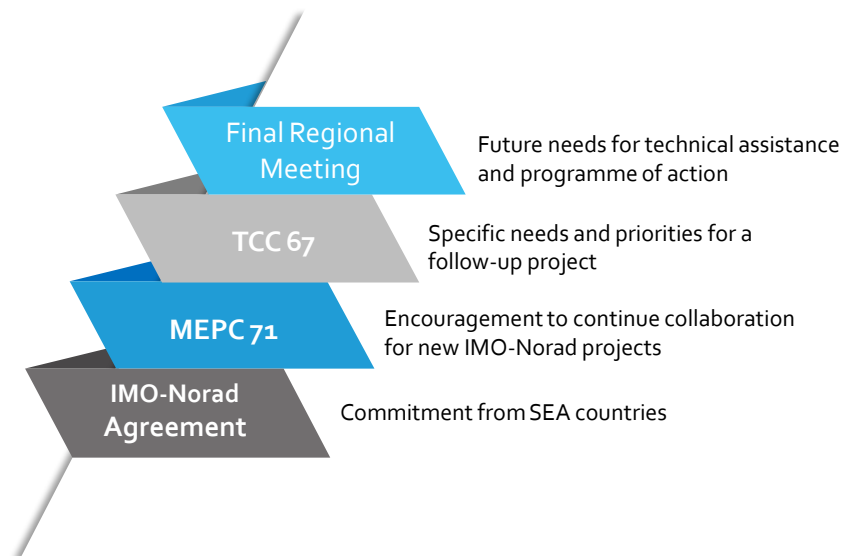 Final Regional
Meeting
Future needs for technical assistance
and programme of action
TCC 67
Specific needs and priorities for a
follow-up project
MEPC 71
Encouragement to continue collaboration
for new IMO-Norad projects
IMO-Norad
Agreement
Commitment from SEA countries